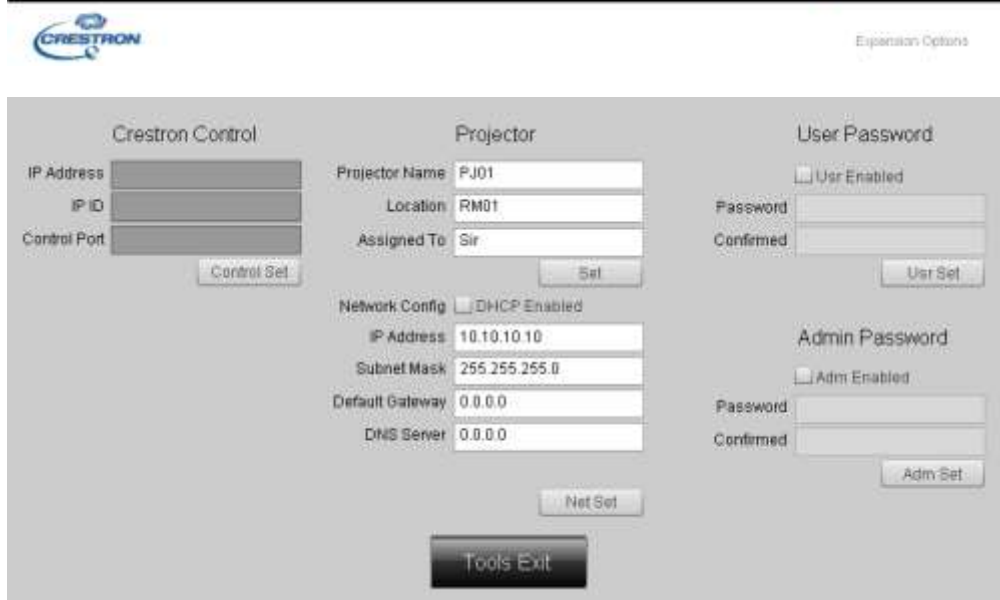 CRESTRON
Expansion Options
Crestron Control
IP Address
IP ID
Control Port
Control Set
Projector
Projector Name PJ01
Location RM01
Assigned To Sir
Set
Network Config DHCP Enabled
IP Address 10.10.10.10
Subnet Mask 255.255.255.0
Default Gateway 0.0.0.0
DNS Server 0.0.0.0
Net Set
User Password
Usr Enabled
Password
Confirmed
Usr Set
Admin Password
Adm Enabled
Password
Confirmed
Adm Set
Tools Exit